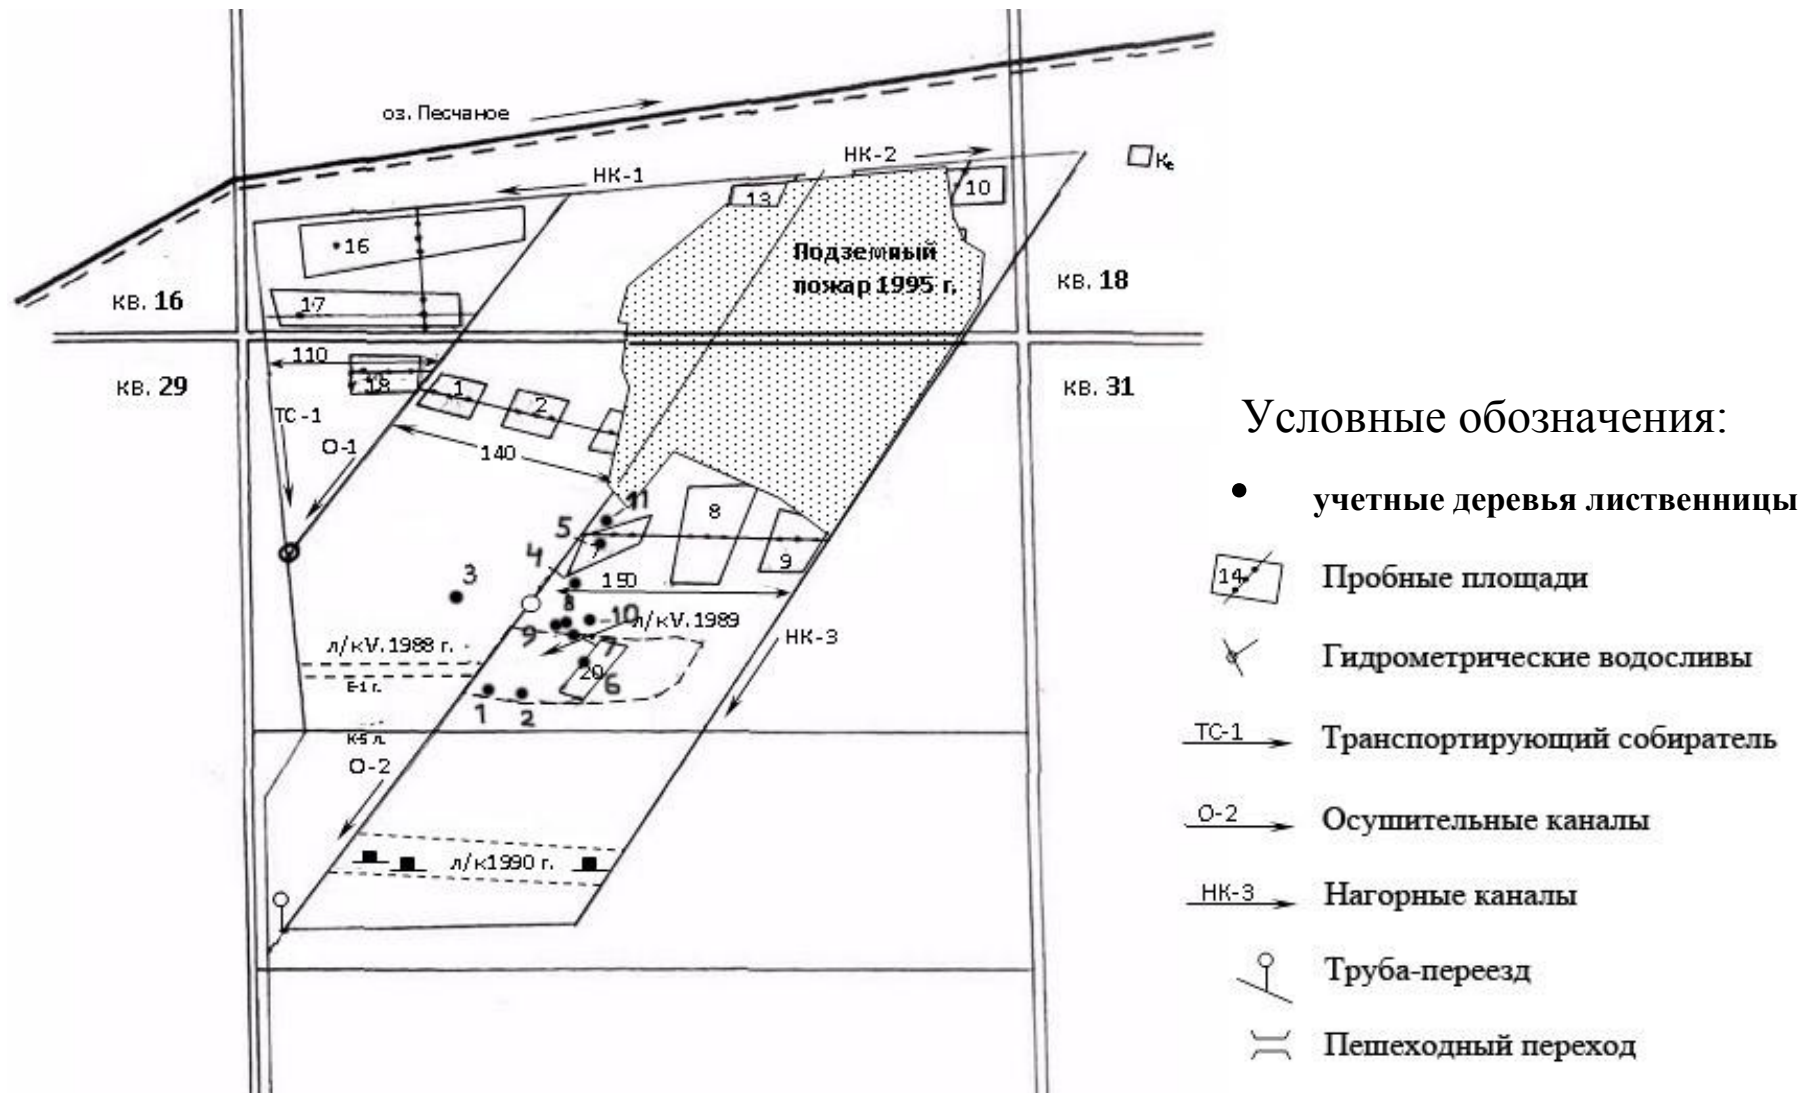 оз. Песчаное
НК-2
Кс
НК-1
13
10
16
Подземный
пожар 1995 г.
кв. 16
17
кв. 18
110
кв. 29
18
1
2
кв. 31
ТС-1
О-1
140
Условные обозначения:
11
8
учетные деревья лиственницы
5
7
4
9
3
150
14
Пробные площади
8
10
л/кV.1989
9
7
НК-3
л/кV.1988 г.
Гидрометрические водосливы
Е-1 г.
20
6
1
2
К-5 л.
ТС-1
Транспортирующий собиратель
О-2
О-2
Осушительные каналы
л/к1990 г.
НК-3
Нагорные каналы
Труба-переезд
Пешеходный переход